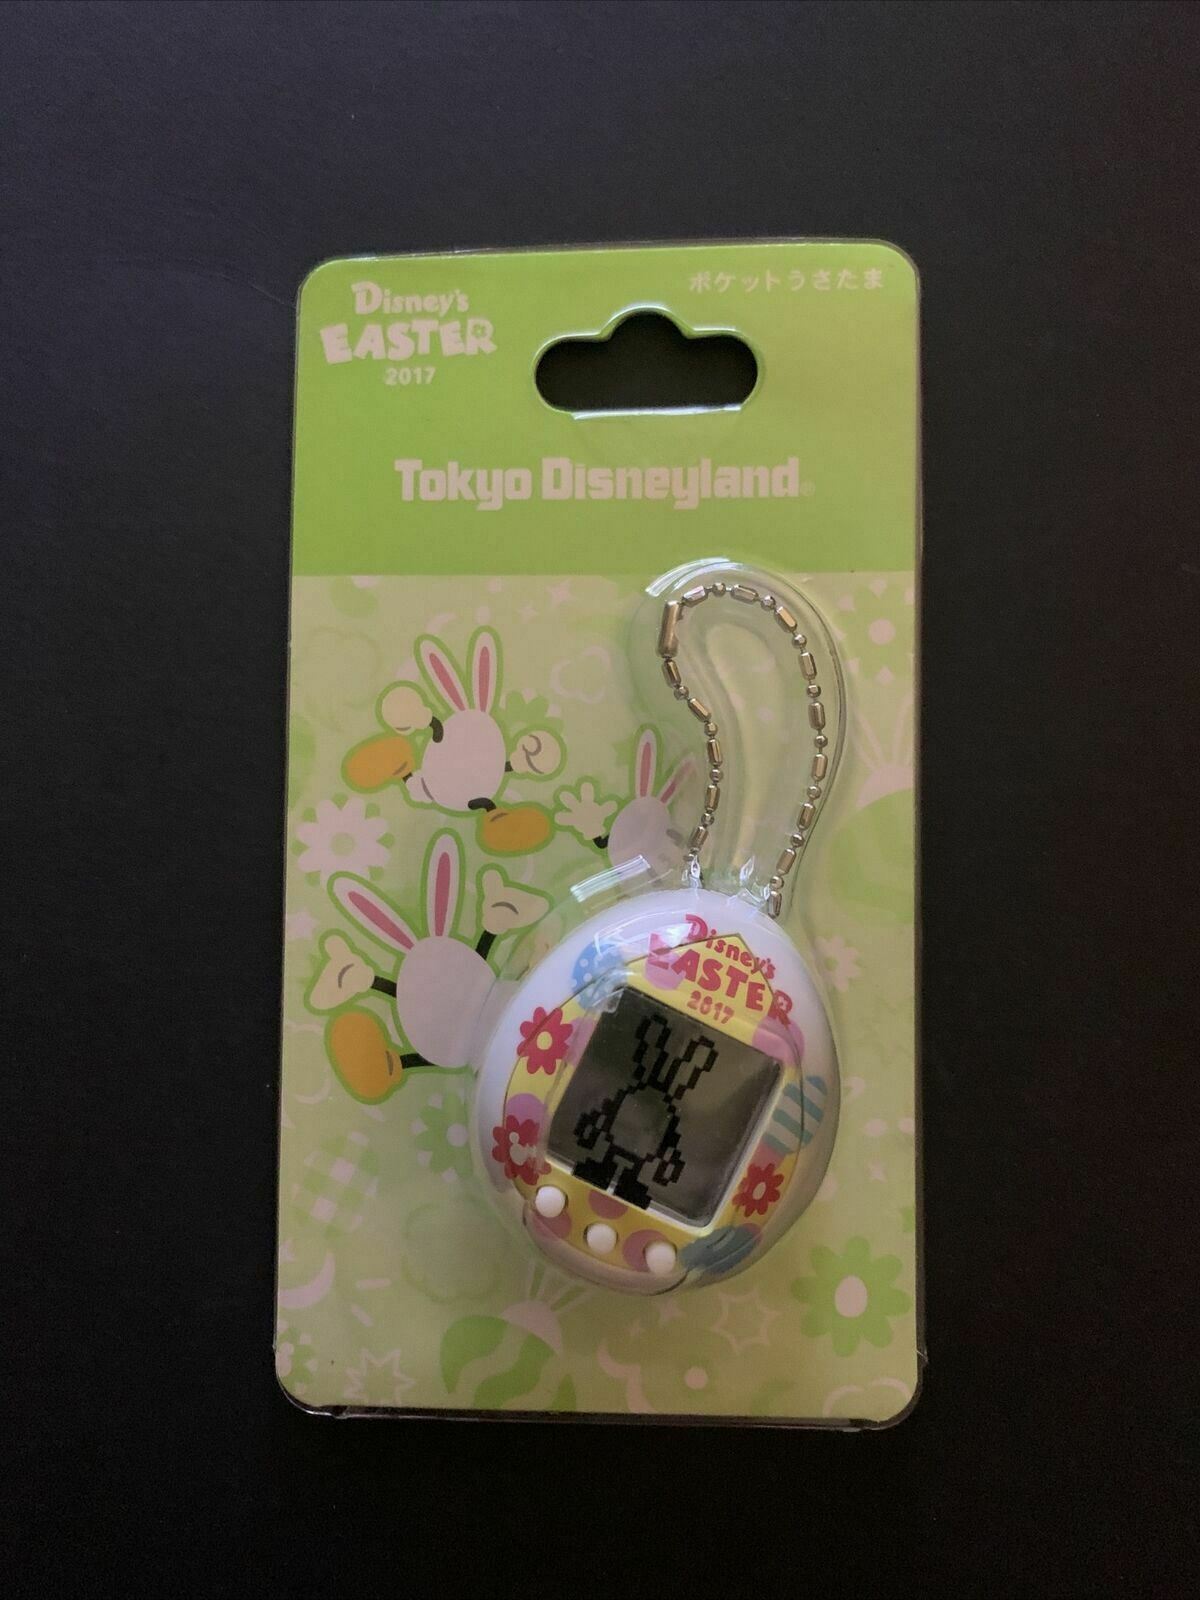 Disney's
EASTER
2017
ポケットうさたま
Tokyo Disneyland®
Disney's
EASTER
2017